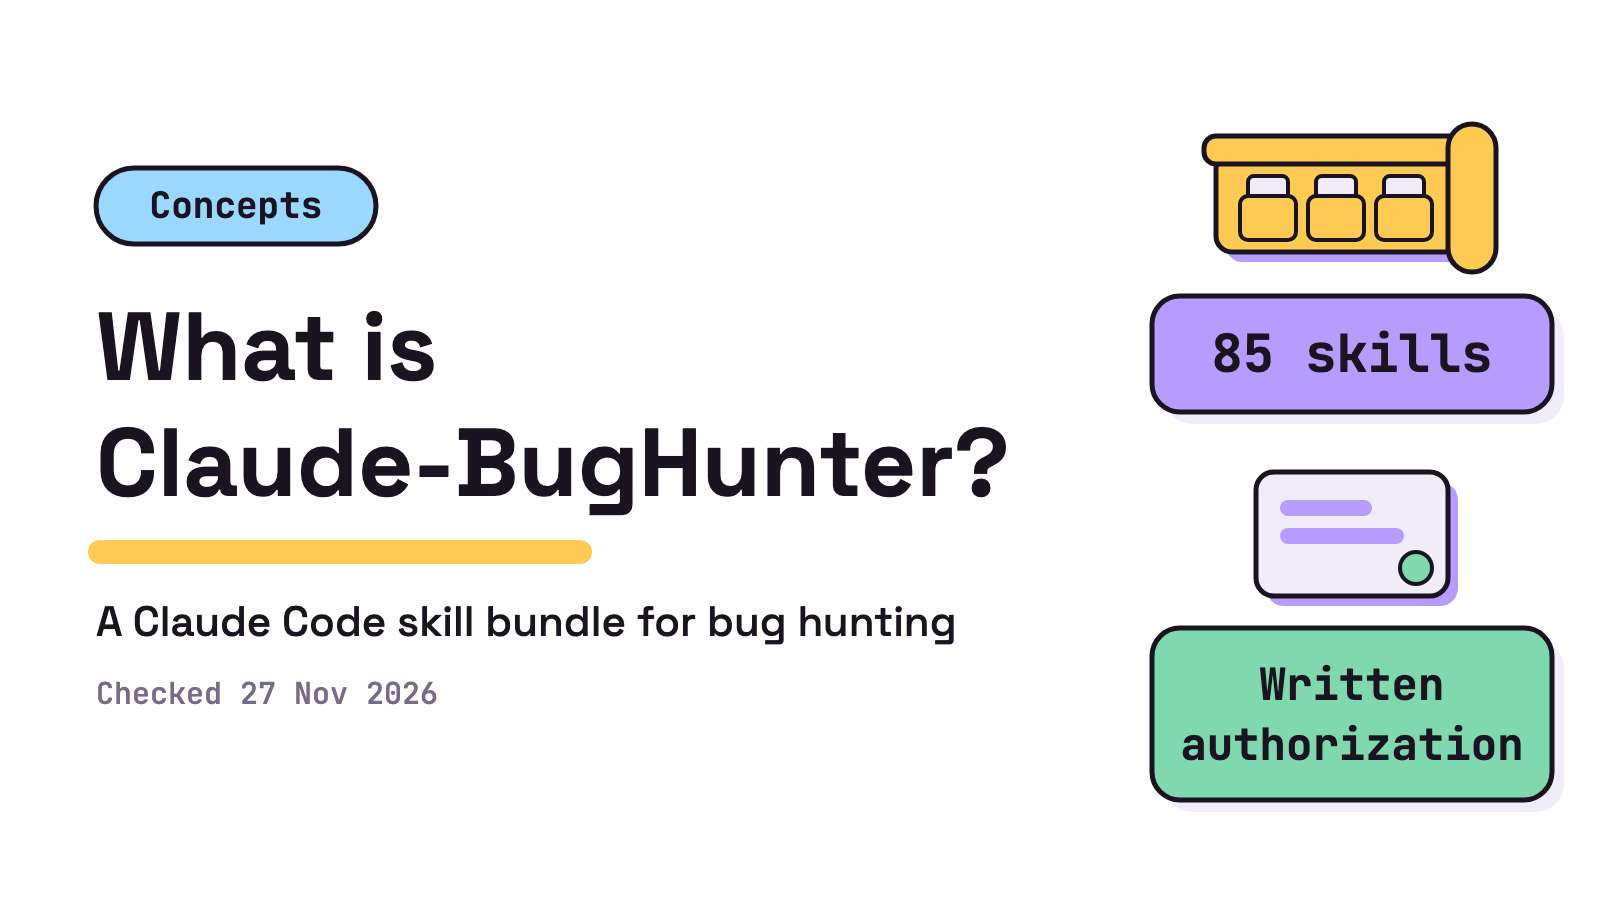 Concepts
What is
Claude-BugHunter?
A Claude Code skill bundle for bug hunting
Checked 27 Nov 2026
85 skills
Written
authorization